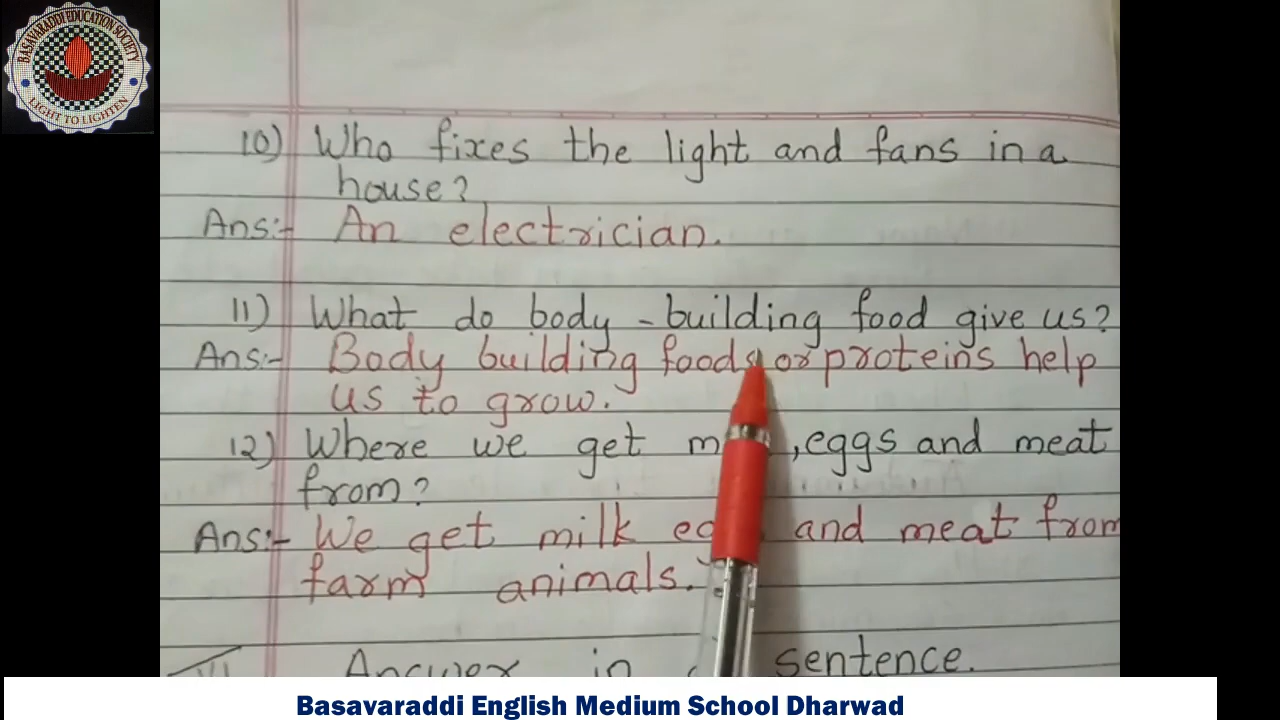 BASAVARADDI EDUCATION SOCIETY
LIGHT TO LIGHTEN
10) Who fixes the light and fans in a
house?
Ans:- An electrician.
11) What do body - building food give us?
Ans:- Body building foods or proteins help
us to grow.
12) Where we get , eggs and meat
from?
Ans:- We get milk and meat from
farm animals.
Answer in sentence.
Basavaraddi English Medium School Dharwad